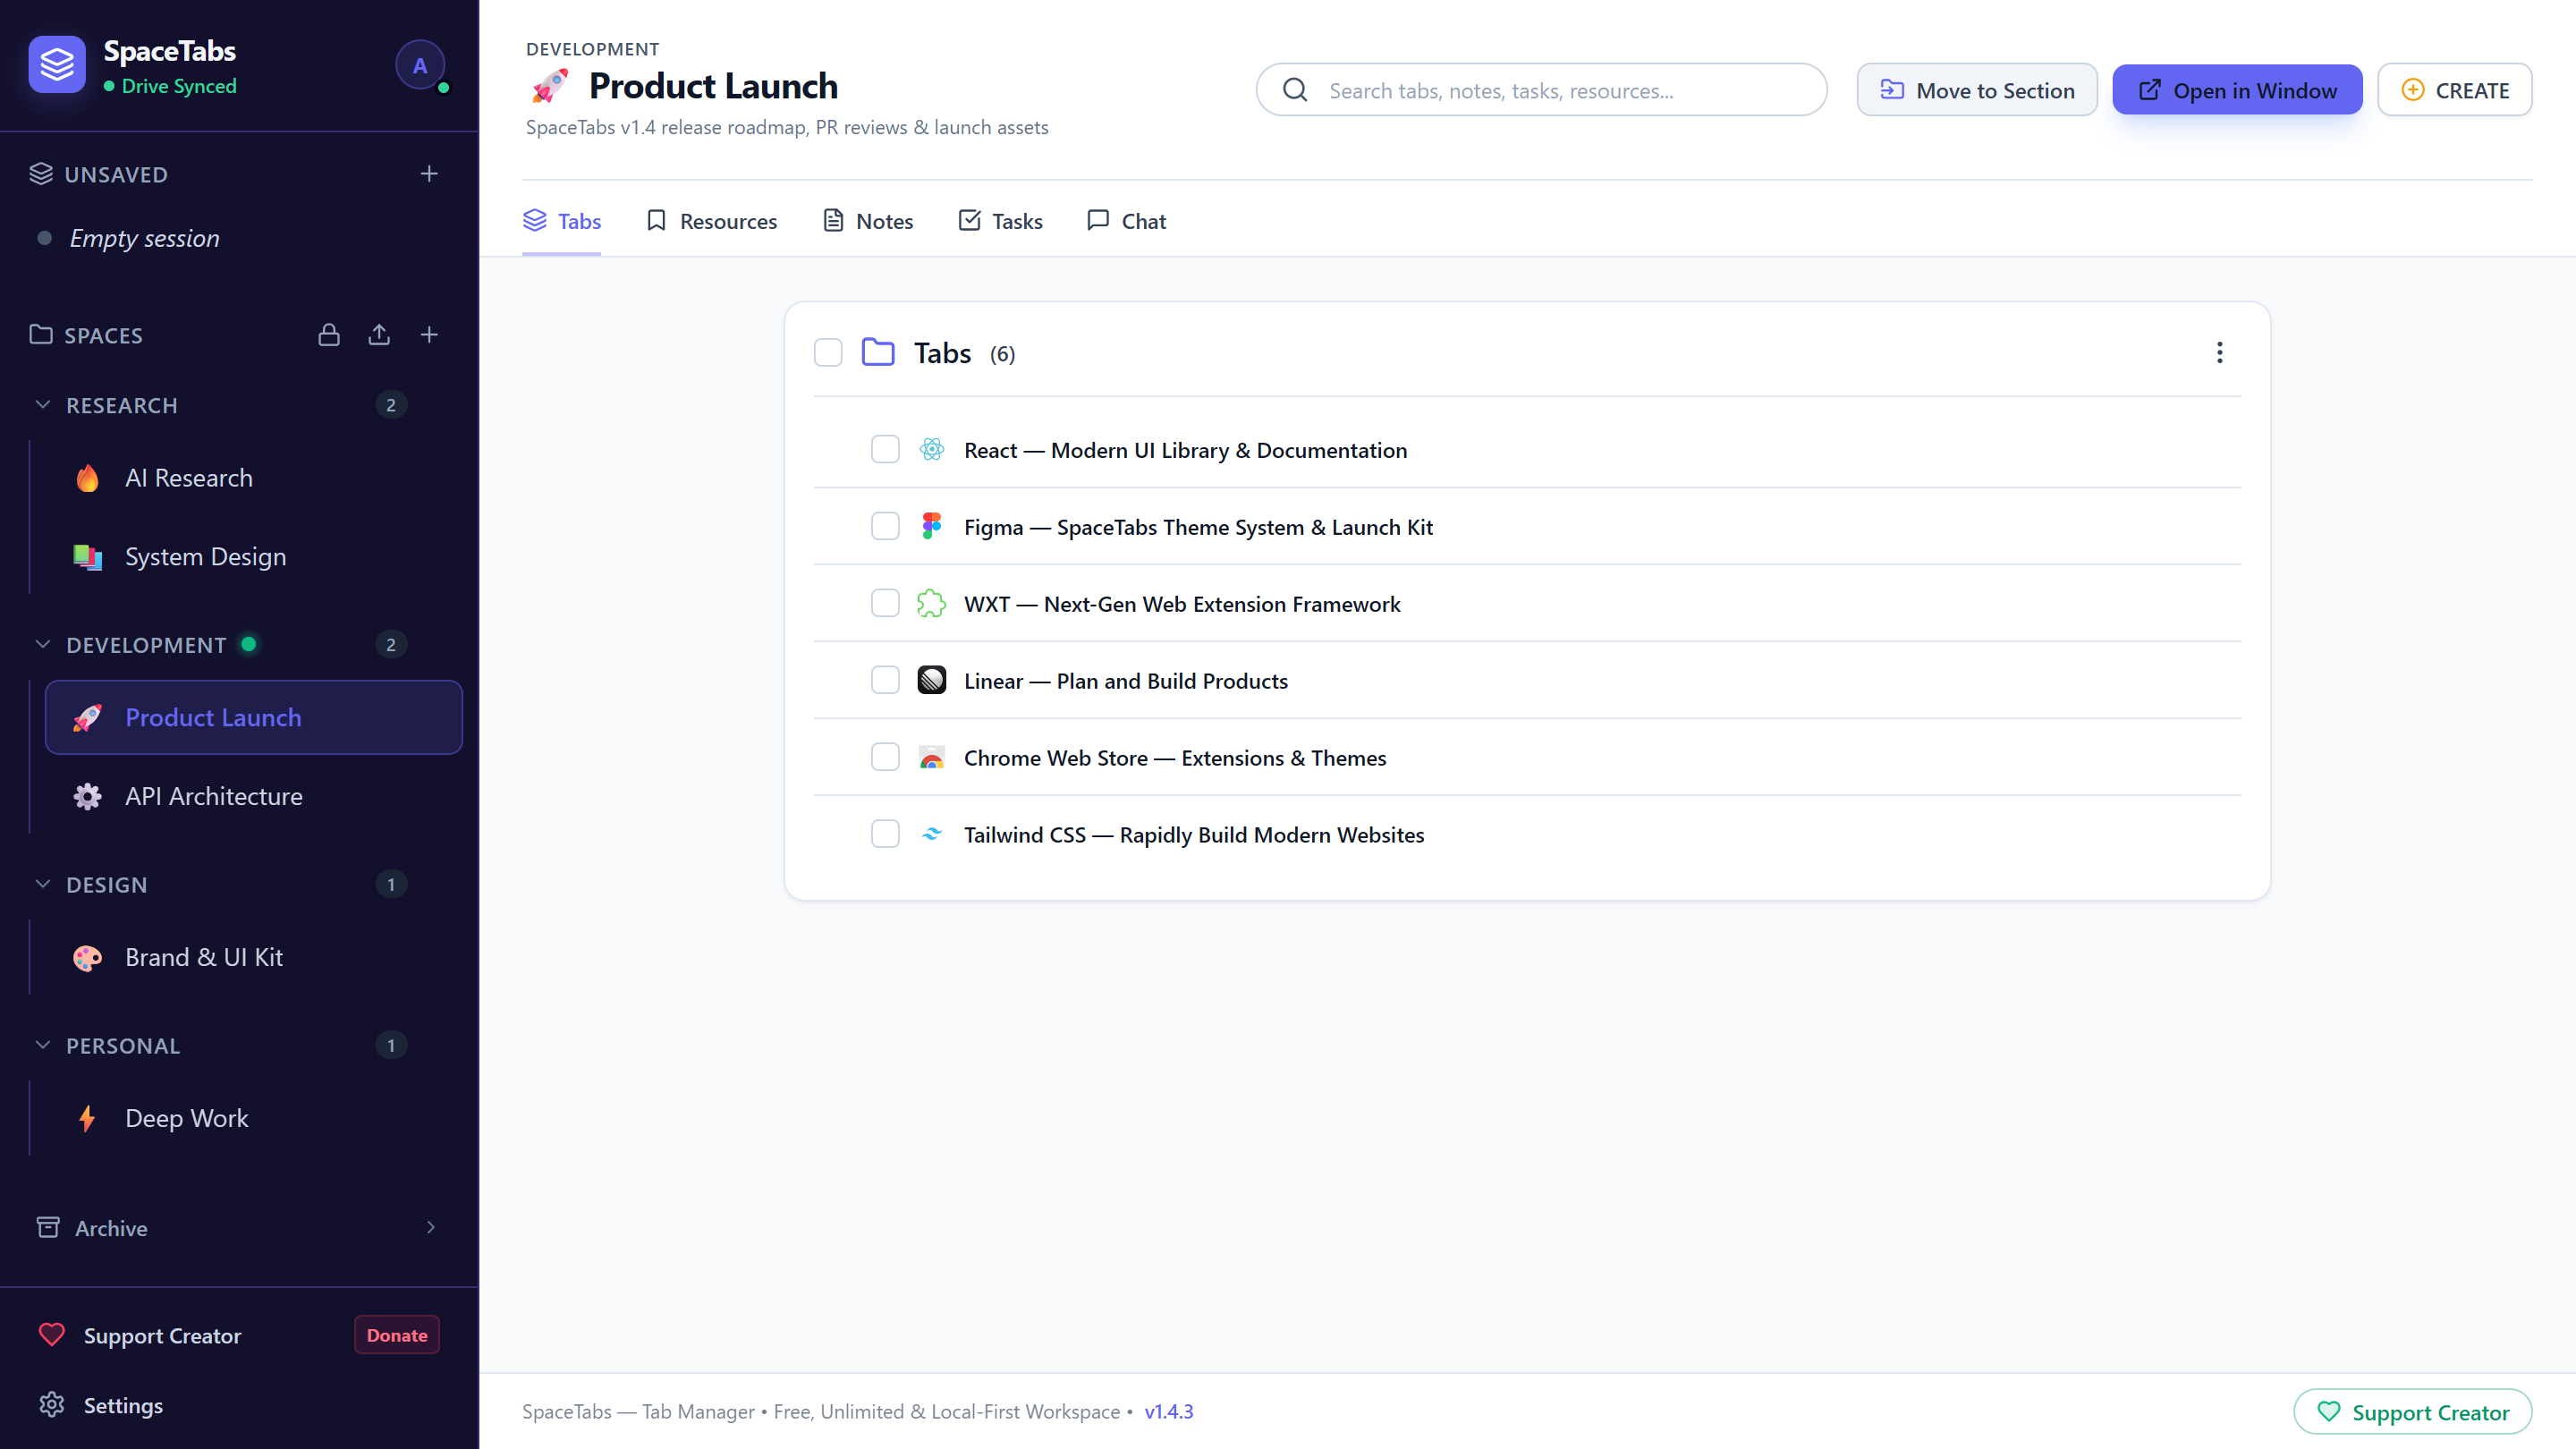 SpaceTabs
Drive Synced
A
UNSAVED
Empty session
SPACES
RESEARCH 2
AI Research
System Design
DEVELOPMENT 2
Product Launch
API Architecture
DESIGN 1
Brand & UI Kit
PERSONAL 1
Deep Work
Archive
Support Creator Donate
Settings
DEVELOPMENT
Product Launch
SpaceTabs v1.4 release roadmap, PR reviews & launch assets
Search tabs, notes, tasks, resources...
Move to Section
Open in Window
CREATE
Tabs Resources Notes Tasks Chat
Tabs (6)
React — Modern UI Library & Documentation
Figma — SpaceTabs Theme System & Launch Kit
WXT — Next-Gen Web Extension Framework
Linear — Plan and Build Products
Chrome Web Store — Extensions & Themes
Tailwind CSS — Rapidly Build Modern Websites
SpaceTabs — Tab Manager • Free, Unlimited & Local-First Workspace • v1.4.3
Support Creator